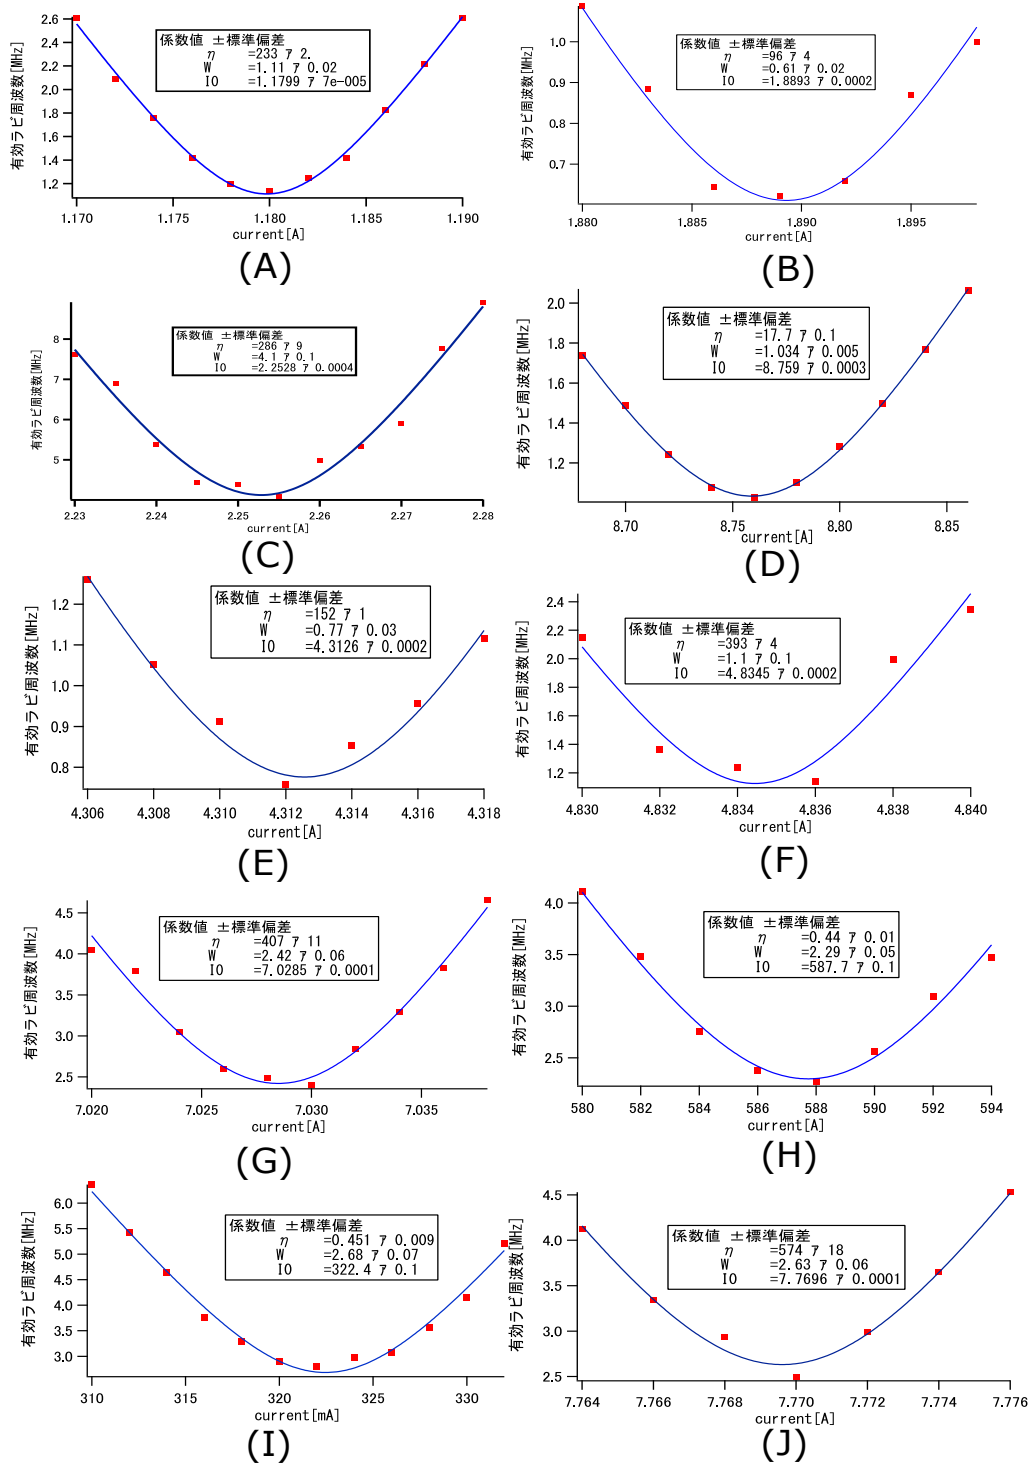 有効ラビ周波数[MHz]
2.6
2.4
2.2
2.0
1.8
1.6
1.4
1.2
係数値 ±標準偏差
η =233 ｱ 2.
W =1.11 ｱ 0.02
I0 =1.1799 ｱ 7e-005
1.170 1.175 1.180 1.185 1.190
current[A]
(A)
有効ラビ周波数[MHz]
1.0
0.9
0.8
0.7
係数値 ±標準偏差
η =96 ｱ 4
W =0.61 ｱ 0.02
I0 =1.8893 ｱ 0.0002
1.880 1.885 1.890 1.895
current[A]
(B)
有効ラビ周波数[MHz]
8
7
6
5
係数値 ±標準偏差
η =286 ｱ 9
W =4.1 ｱ 0.1
I0 =2.2528 ｱ 0.0004
2.23 2.24 2.25 2.26 2.27 2.28
current[A]
(C)
有効ラビ周波数[MHz]
2.0
1.8
1.6
1.4
1.2
係数値 ±標準偏差
η =17.7 ｱ 0.1
W =1.034 ｱ 0.005
I0 =8.759 ｱ 0.0003
8.70 8.75 8.80 8.85
current[A]
(D)
有効ラビ周波数[MHz]
1.2
1.1
1.0
0.9
0.8
係数値 ±標準偏差
η =152 ｱ 1
W =0.77 ｱ 0.03
I0 =4.3126 ｱ 0.0002
4.306 4.308 4.310 4.312 4.314 4.316 4.318
current[A]
(E)
有効ラビ周波数[MHz]
2.4
2.2
2.0
1.8
1.6
1.4
1.2
係数値 ±標準偏差
η =393 ｱ 4
W =1.1 ｱ 0.1
I0 =4.8345 ｱ 0.0002
4.830 4.832 4.834 4.836 4.838 4.840
current[A]
(F)
有効ラビ周波数[MHz]
4.5
4.0
3.5
3.0
2.5
係数値 ±標準偏差
η =407 ｱ 11
W =2.42 ｱ 0.06
I0 =7.0285 ｱ 0.0001
7.020 7.025 7.030 7.035
current[A]
(G)
有効ラビ周波数[MHz]
4.0
3.5
3.0
2.5
係数値 ±標準偏差
η =0.44 ｱ 0.01
W =2.29 ｱ 0.05
I0 =587.7 ｱ 0.1
580 582 584 586 588 590 592 594
current[A]
(H)
有効ラビ周波数[MHz]
6.0
5.5
5.0
4.5
4.0
3.5
3.0
係数値 ±標準偏差
η =0.451 ｱ 0.009
W =2.68 ｱ 0.07
I0 =322.4 ｱ 0.1
310 315 320 325 330
current[mA]
(I)
有効ラビ周波数[MHz]
4.5
4.0
3.5
3.0
2.5
係数値 ±標準偏差
η =574 ｱ 18
W =2.63 ｱ 0.06
I0 =7.7696 ｱ 0.0001
7.764 7.766 7.768 7.770 7.772 7.774 7.776
current[A]
(J)